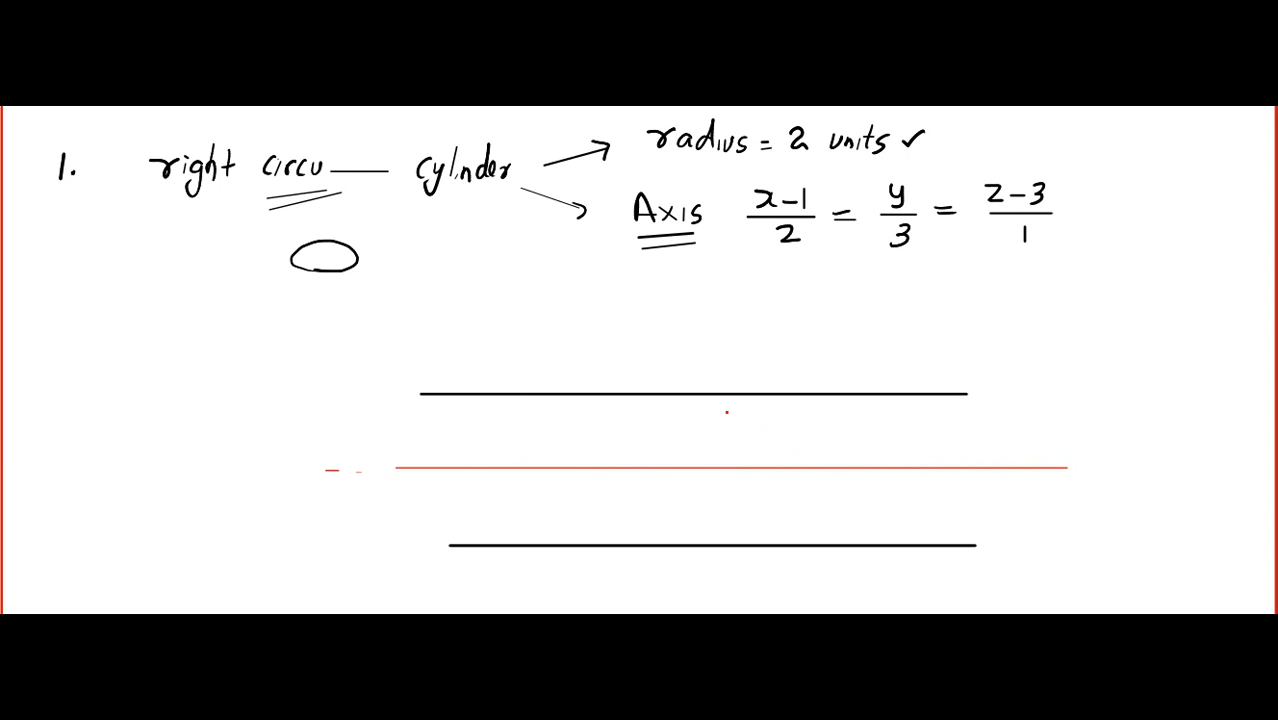 1. right circu — cylinder → radius = 2 units ✓
→ Axis (x-1)/2 = y/3 = (z-3)/1